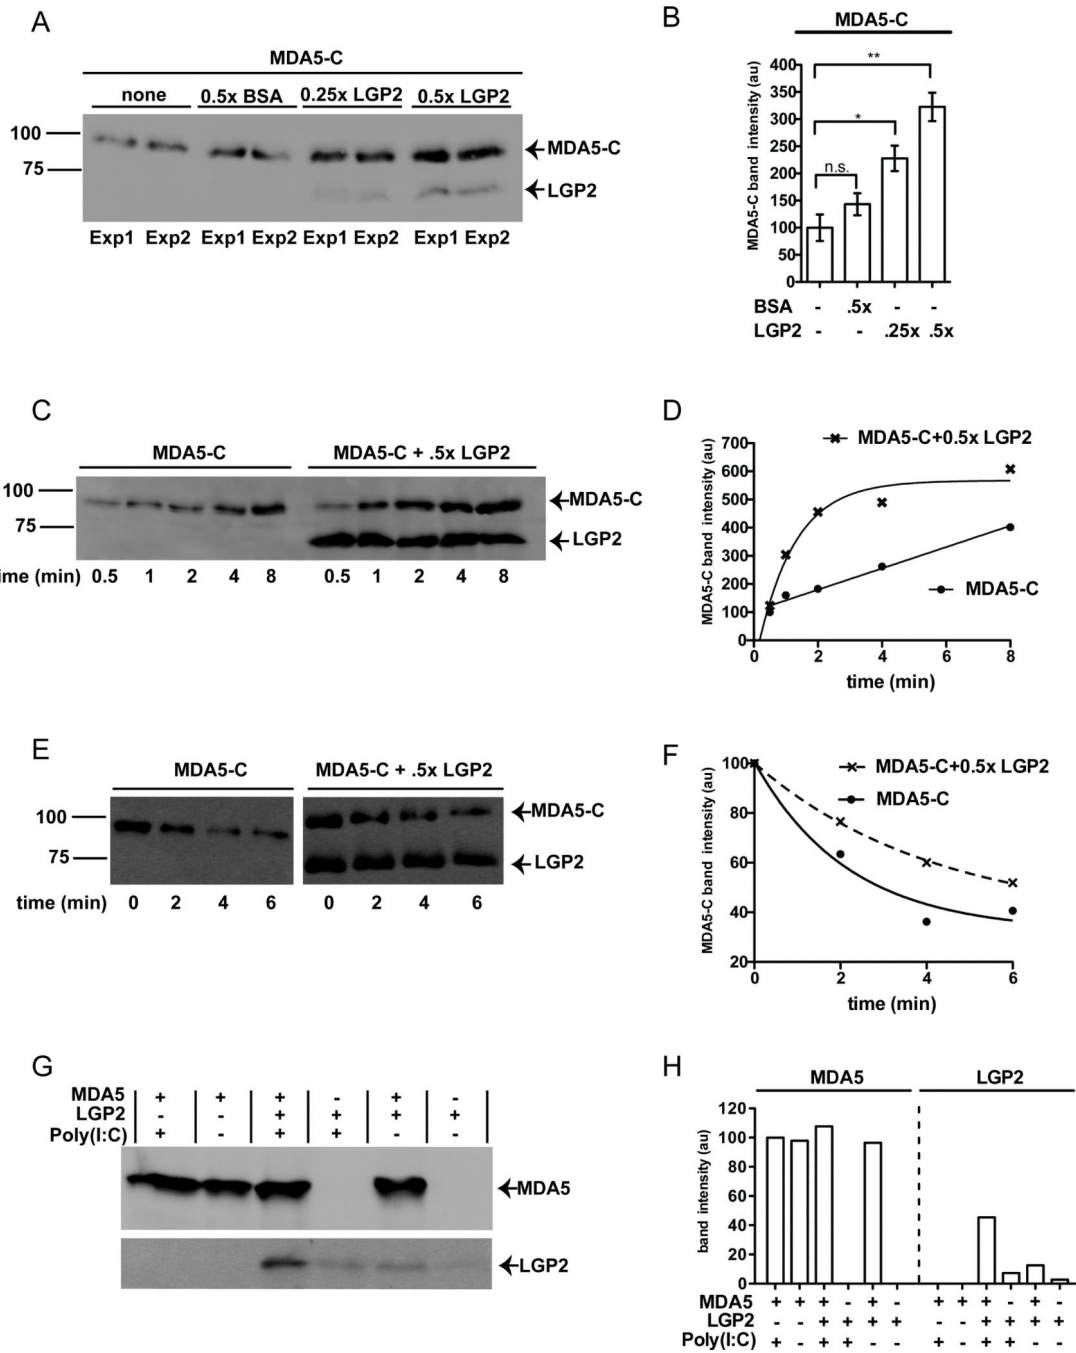 A
MDA5-C
none 0.5x BSA 0.25x LGP2 0.5x LGP2
100
75
MDA5-C
LGP2
Exp1 Exp2 Exp1 Exp2 Exp1 Exp2 Exp1 Exp2
B
MDA5-C
MDA5-C band intensity (au)
400
350
300
250
200
150
100
50
0
n.s.
*
**
BSA - .5x - -
LGP2 - - .25x .5x
C
MDA5-C MDA5-C + .5x LGP2
100
75
MDA5-C
LGP2
ime (min) 0.5 1 2 4 8 0.5 1 2 4 8
D
MDA5-C band intensity (au)
700
600
500
400
300
200
100
0
MDA5-C+0.5x LGP2
MDA5-C
0 2 4 6 8
time (min)
E
MDA5-C MDA5-C + .5x LGP2
100
75
MDA5-C
LGP2
time (min) 0 2 4 6 0 2 4 6
F
MDA5-C band intensity (au)
100
80
60
40
20
MDA5-C+0.5x LGP2
MDA5-C
0 2 4 6
time (min)
G
MDA5 + + + - + -
LGP2 - - + + + +
Poly(I:C) + - + + - -
MDA5
LGP2
H
MDA5 LGP2
band intensity (au)
120
100
80
60
40
20
0
MDA5 + + + - + - + + + - + -
LGP2 - - + + + + - - + + + +
Poly(I:C) + - + + - - + - + + - -